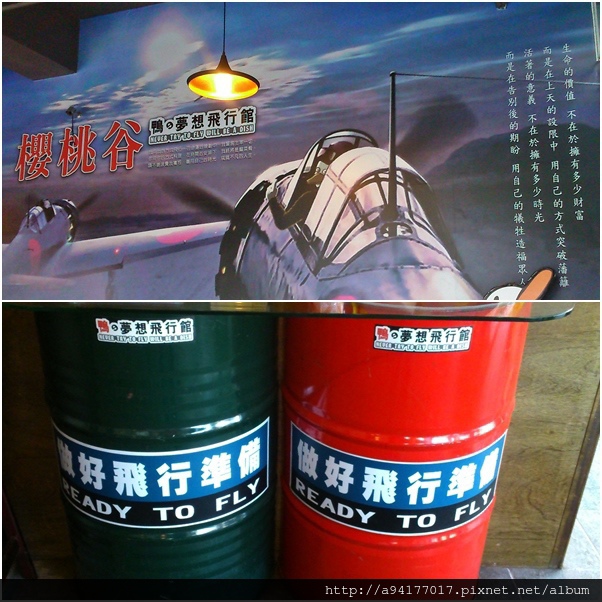 櫻桃谷
鴨ㄉ夢想飛行館
NEVER TRY TO FLY WILL BE A DISH
生命的價值 不在於擁有多少財富
而是在上天的設限中 用自己的方式突破藩籬
活著的意義 不在於擁有多少時光
而是在告別後的期盼 用自己的犧牲造福眾人
鴨ㄉ夢想飛行館
NEVER TRY TO FLY WILL BE A DISH
鴨ㄉ夢想飛行館
NEVER TRY TO FLY WILL BE A DISH
做好飛行準備
READY TO FLY
做好飛行準備
READY TO FLY
http://a94177017.pixnet.net/album